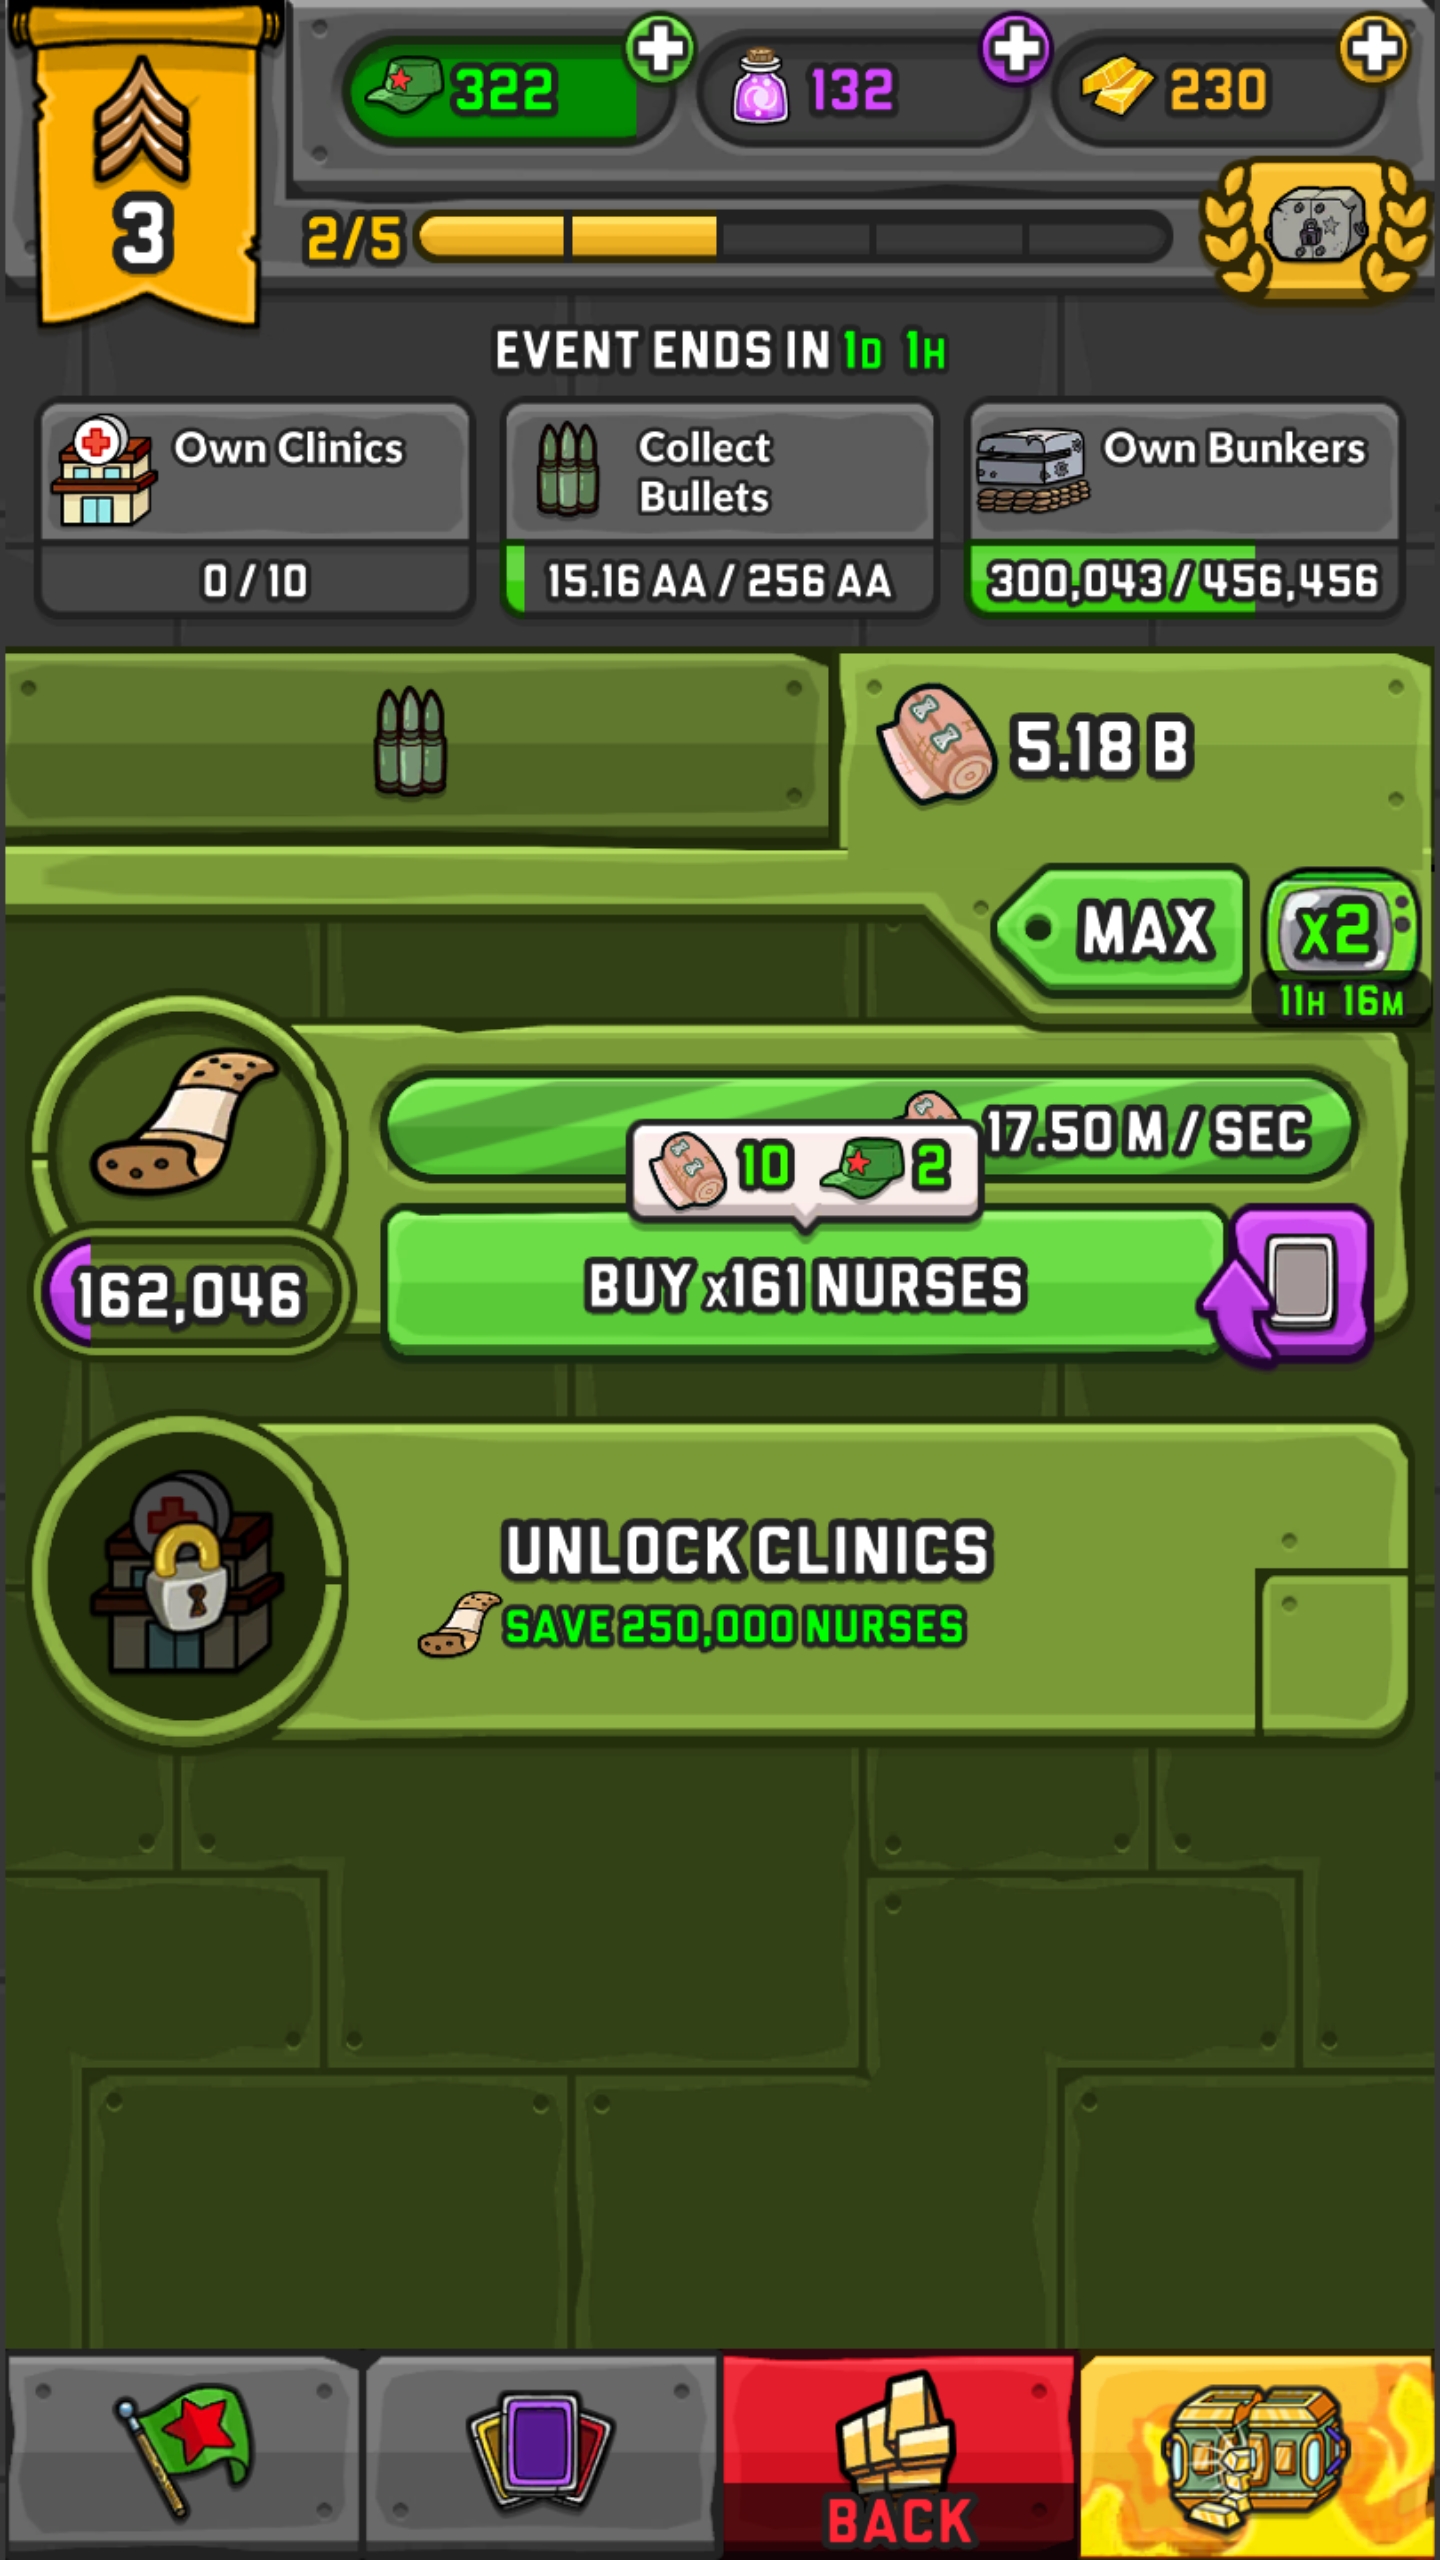 322
132
230
3
2/5
EVENT ENDS IN 1D 1H
Own Clinics
0 / 10
Collect
Bullets
15.16 AA / 256 AA
Own Bunkers
300,043 / 456,456
5.18 B
MAX
x2
11H 16M
17.50 M / SEC
10
2
162,046
BUY x161 NURSES
UNLOCK CLINICS
SAVE 250,000 NURSES
BACK